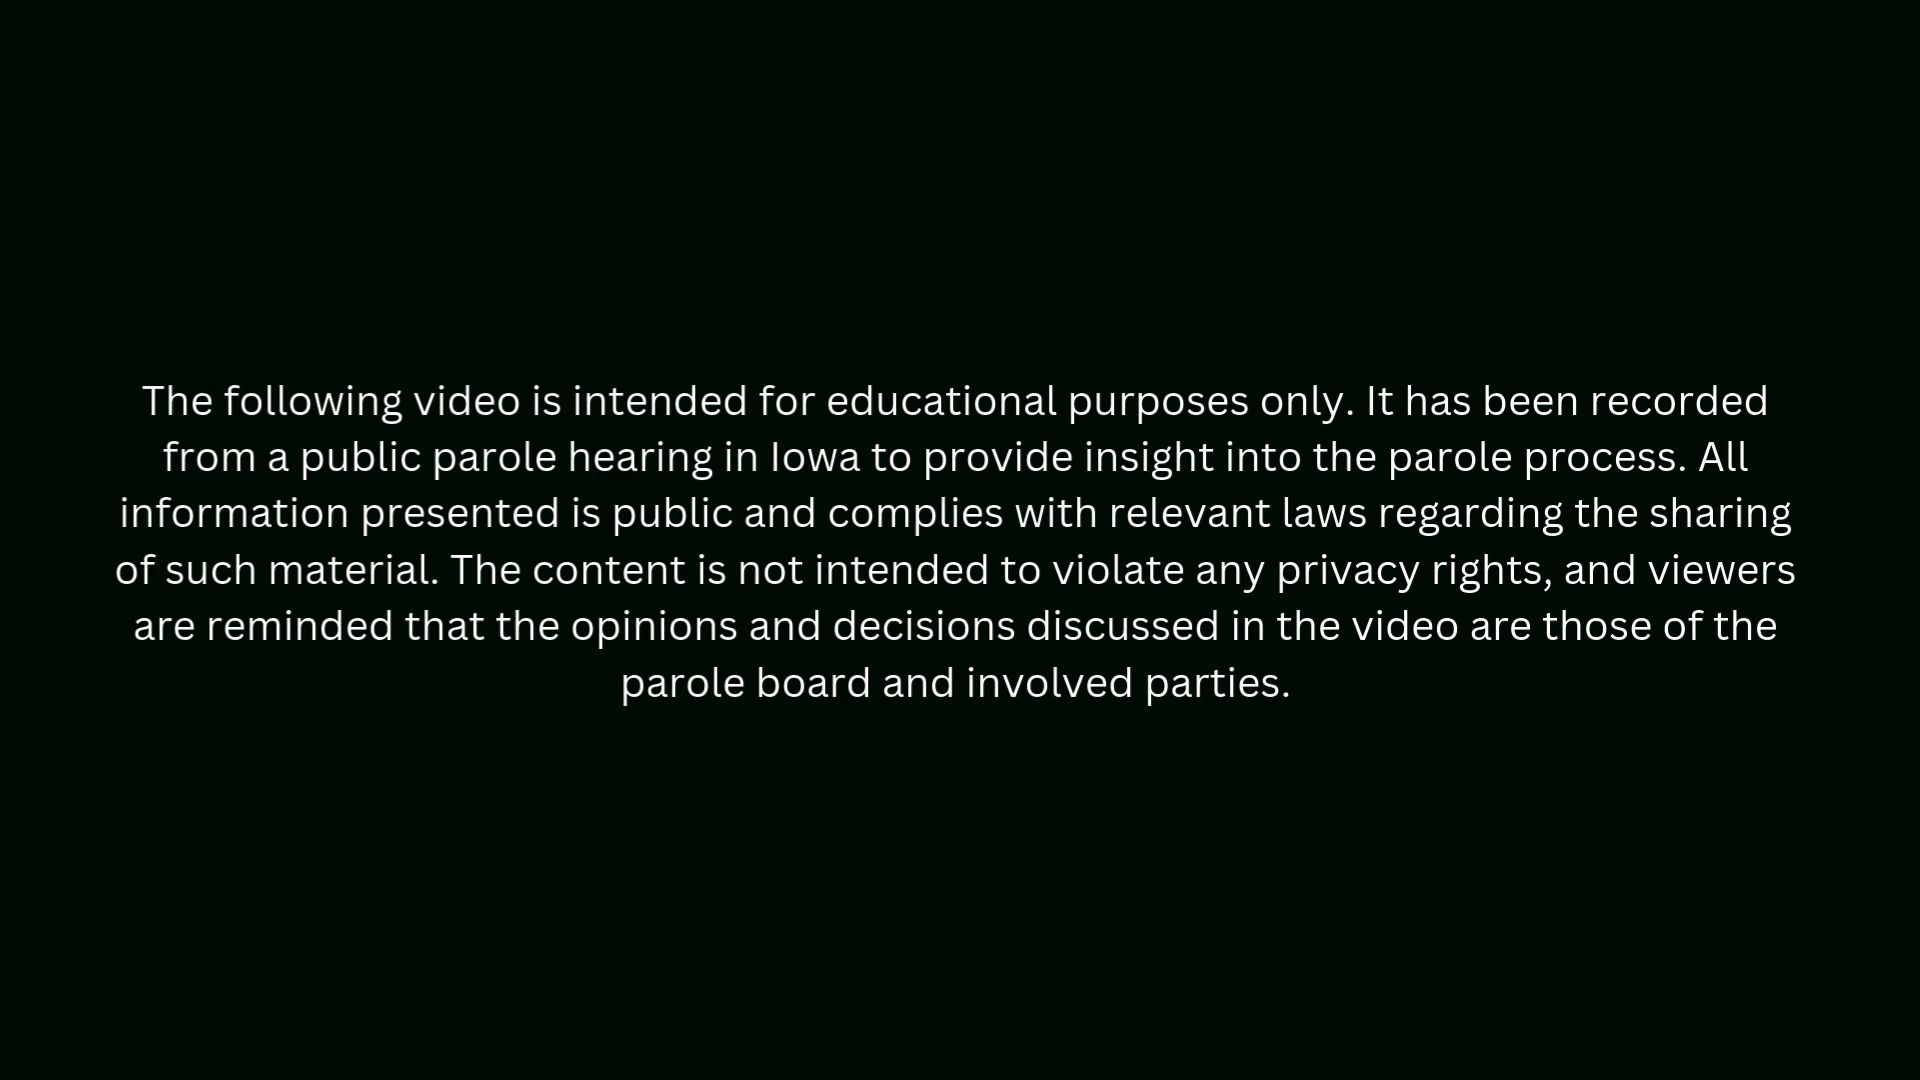 The following video is intended for educational purposes only. It has been recorded
from a public parole hearing in Iowa to provide insight into the parole process. All
information presented is public and complies with relevant laws regarding the sharing
of such material. The content is not intended to violate any privacy rights, and viewers
are reminded that the opinions and decisions discussed in the video are those of the
parole board and involved parties.